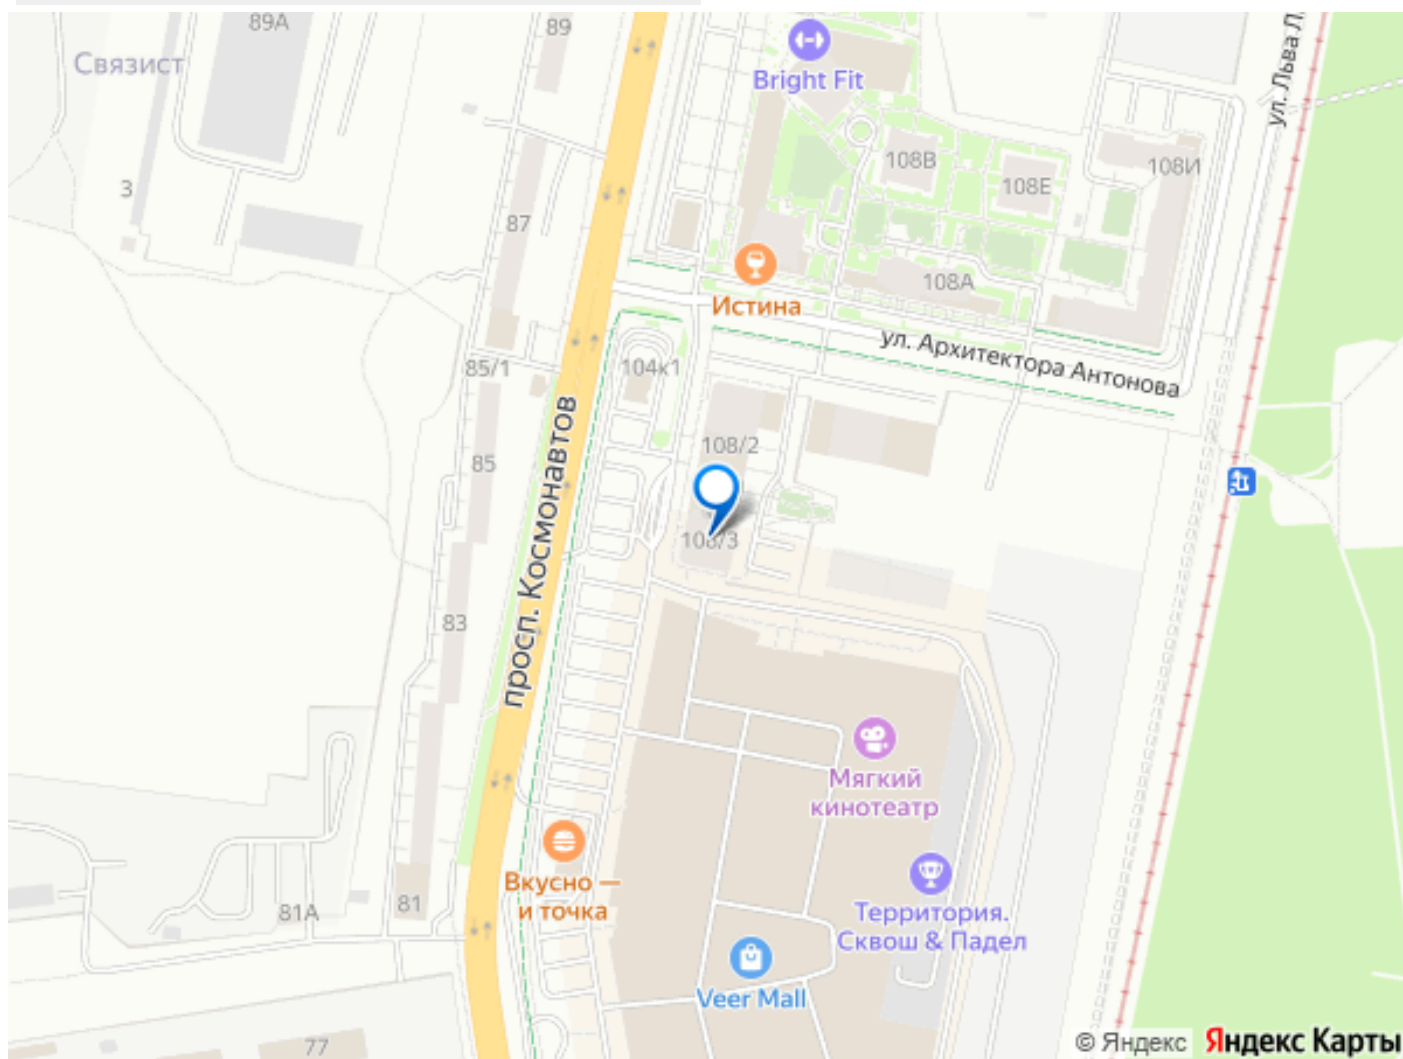 89А
89
Связист
Bright Fit
ул. Льва Л
108В
108Е
108И
3
87
108А
Истина
ул. Архитектора Антонова
85/1
104к1
просп. Космонавтов
108/2
85
108/3
83
Мягкий
кинотеатр
Вкусно —
и точка
81А
81
Территория.
Сквош & Падел
Veer Mall
77
© Яндекс Яндекс Карты